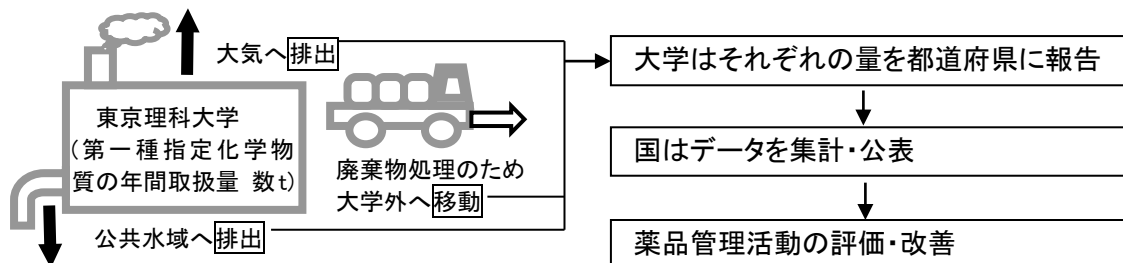 大気へ排出
東京理科大学
(第一種指定化学物
質の年間取扱量 数t)
廃棄物処理のため
大学外へ移動
公共水域へ排出
大学はそれぞれの量を都道府県に報告
国はデータを集計・公表
薬品管理活動の評価・改善